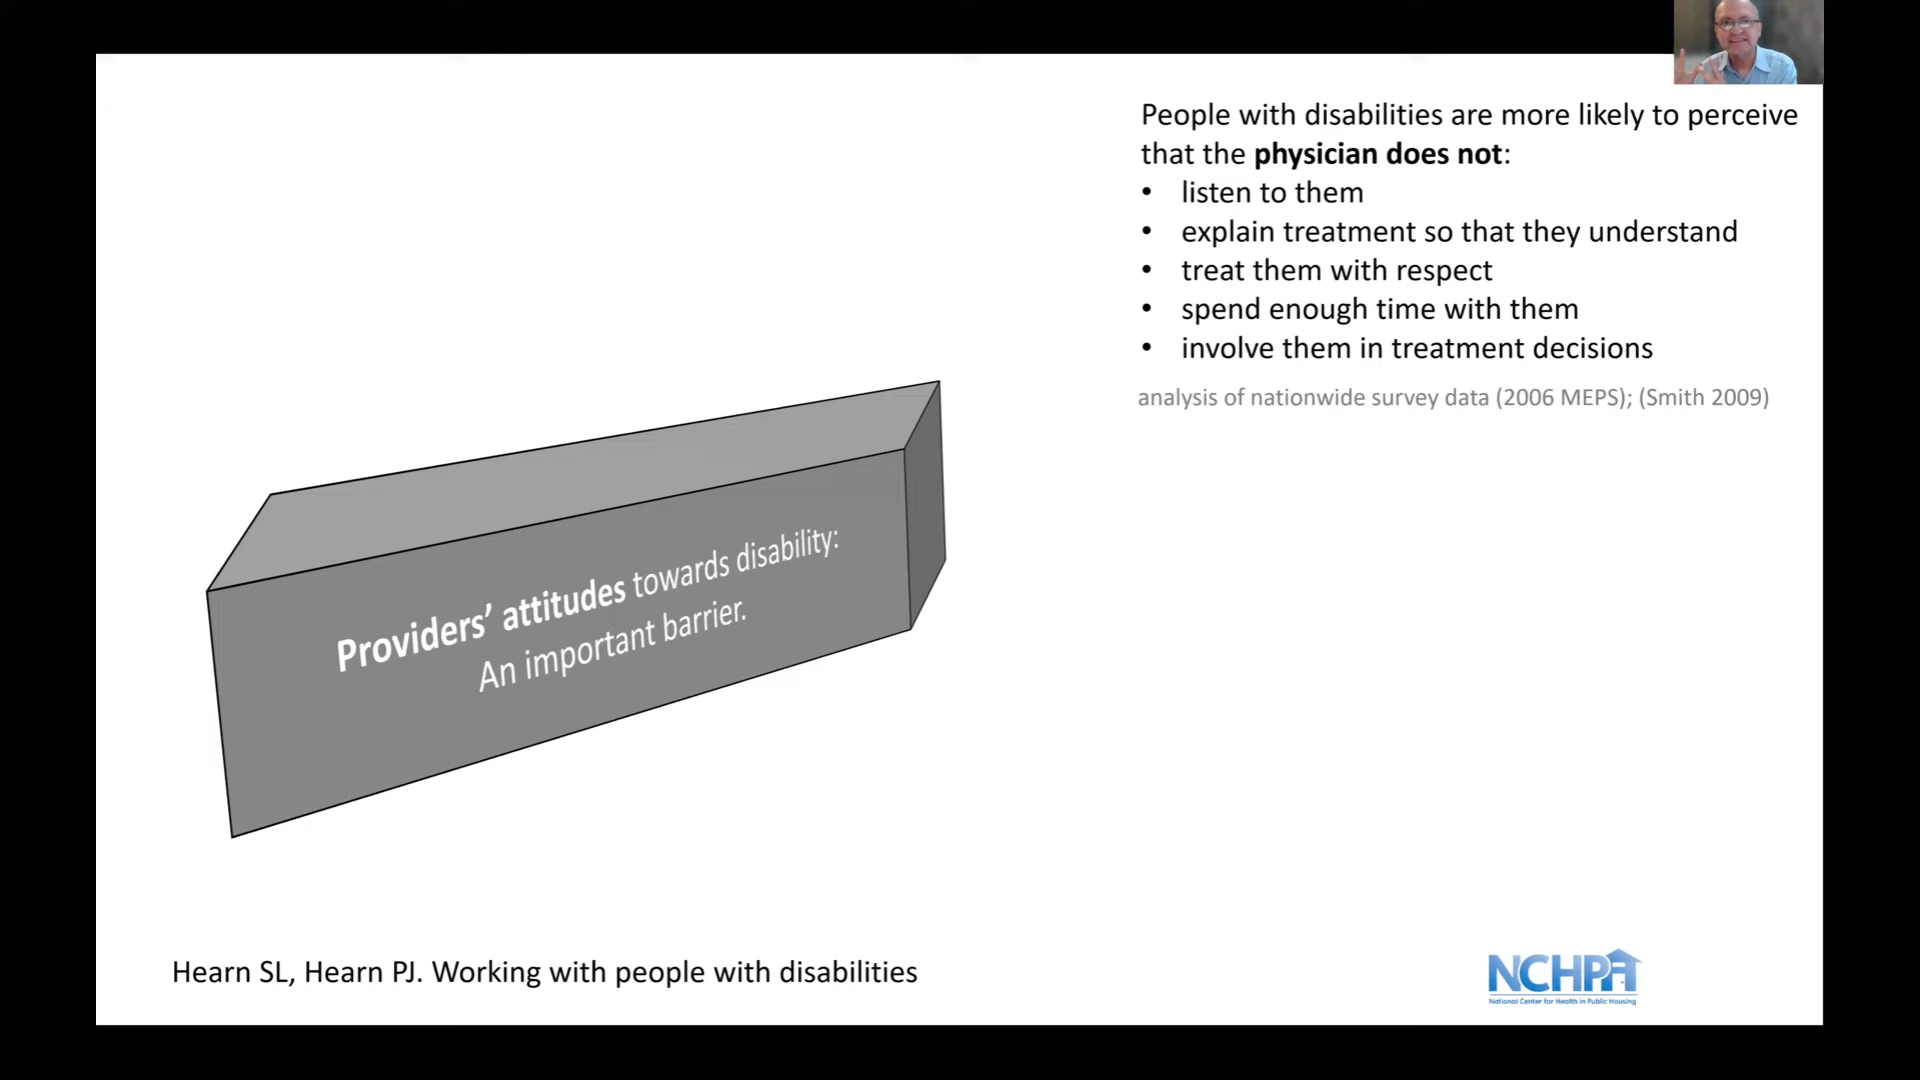 People with disabilities are more likely to perceive
that the physician does not:
• listen to them
• explain treatment so that they understand
• treat them with respect
• spend enough time with them
• involve them in treatment decisions
analysis of nationwide survey data (2006 MEPS); (Smith 2009)
Providers’ attitudes towards disability:
An important barrier.
Hearn SL, Hearn PJ. Working with people with disabilities
NCHPH
National Center for Health in Public Housing